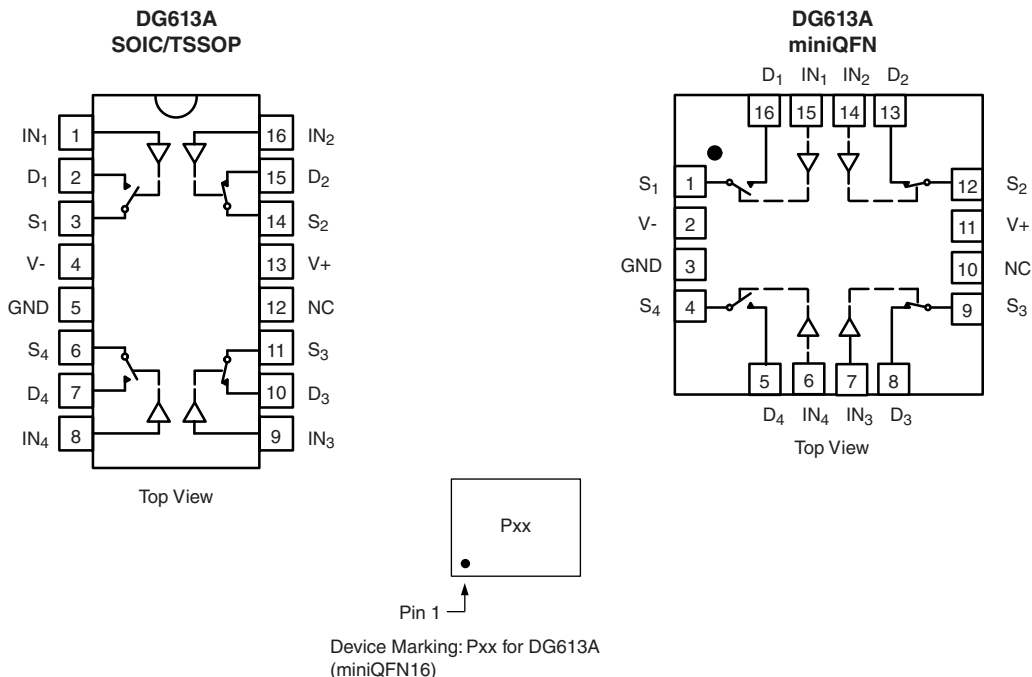 DG613A
SOIC/TSSOP
IN1 1 16 IN2
D1 2 15 D2
S1 3 14 S2
V- 4 13 V+
GND 5 12 NC
S4 6 11 S3
D4 7 10 D3
IN4 8 9 IN3
Top View
DG613A
miniQFN
D1 IN1 IN2 D2
16 15 14 13
S1 1 12 S2
V- 2 11 V+
GND 3 10 NC
S4 4 9 S3
5 6 7 8
D4 IN4 IN3 D3
Top View
Pxx
Pin 1
Device Marking: Pxx for DG613A
(miniQFN16)